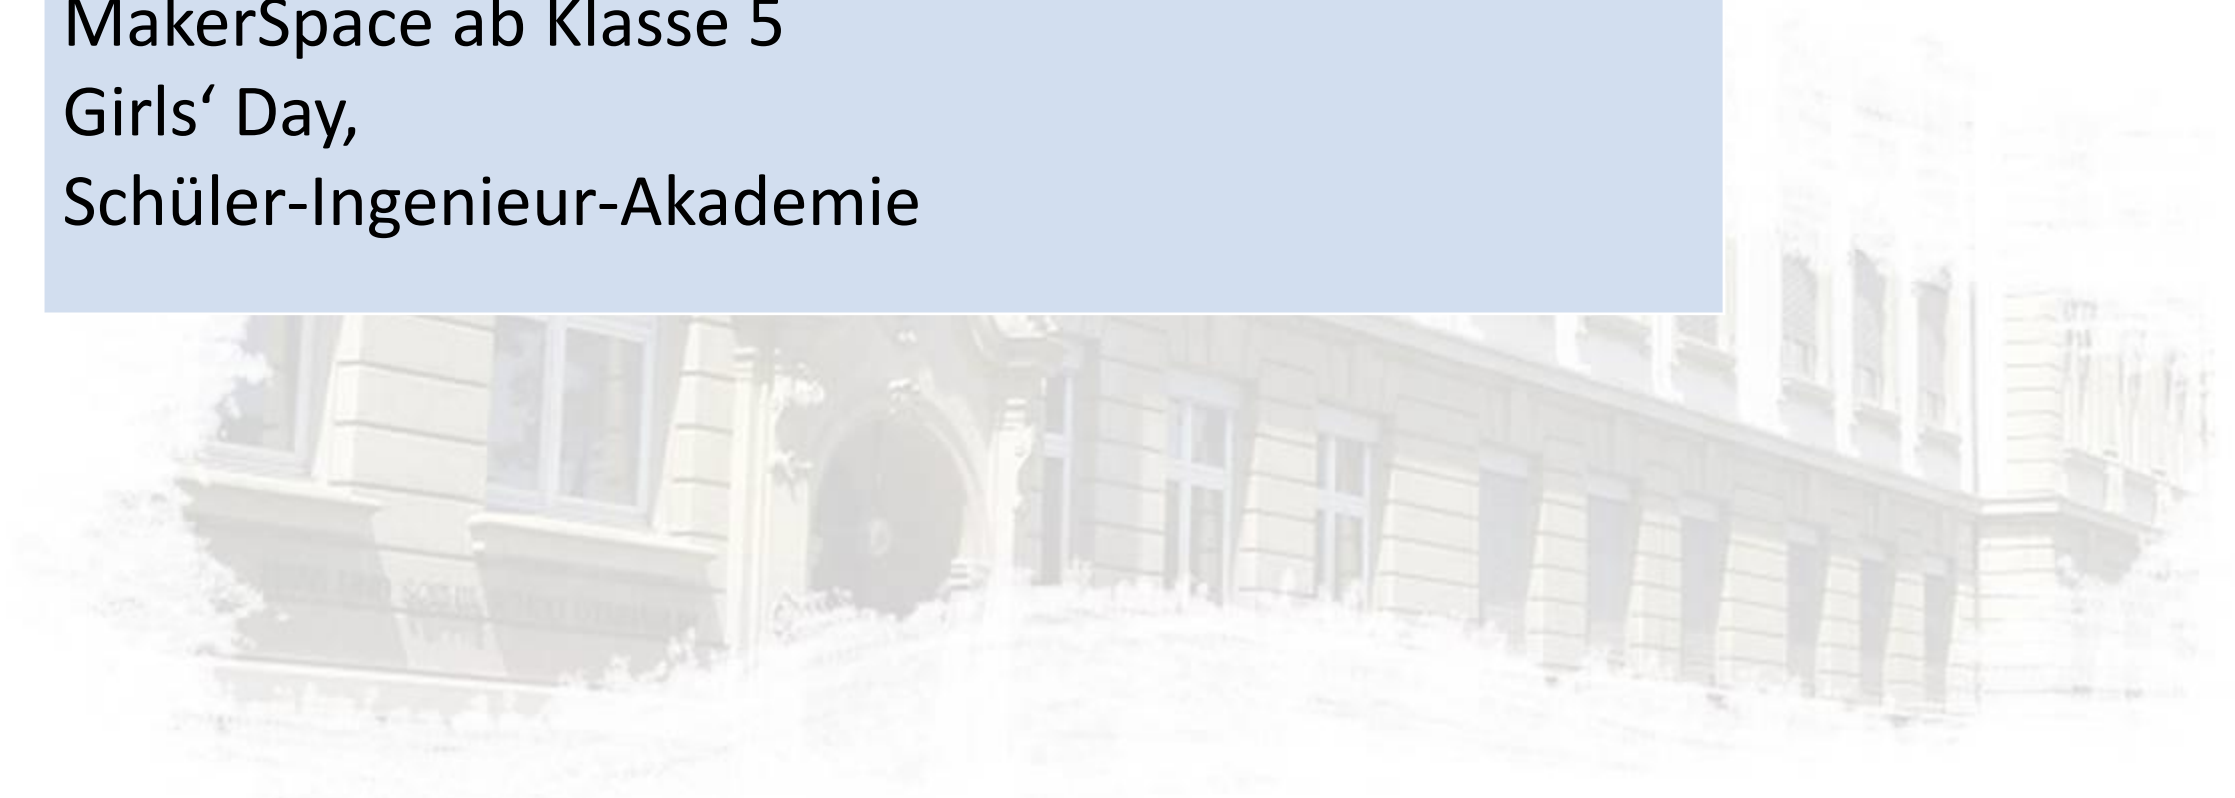 MakerSpace ab Klasse 5
Girls‘ Day,
Schüler-Ingenieur-Akademie